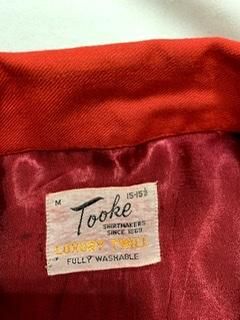 M 15-15½
Tooke
SHIRTMAKERS
SINCE 1869
LUXURY TWILL
FULLY WASHABLE